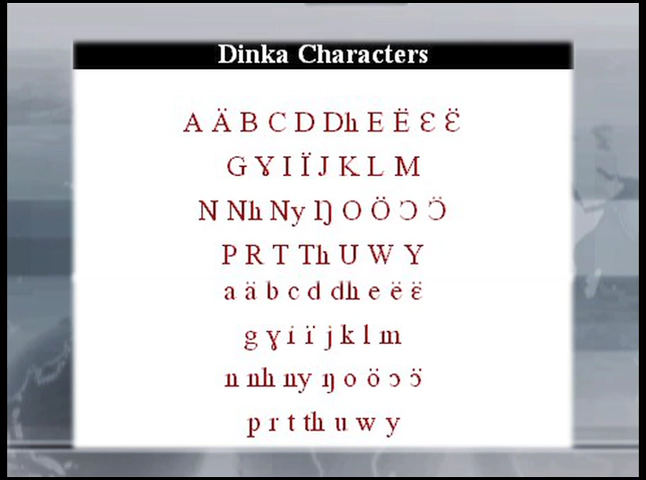 Dinka Characters
A Ä B C D Dh E Ë Ɛ Ɛ̈
G Ɣ I Ï J K L M
N Nh Ny Ŋ O Ö Ɔ Ɔ̈
P R T Th U W Y
a ä b c d dh e ë ɛ̈
g ɣ i ï j k l m
n nh ny ŋ o ö ɔ ɔ̈
p r t th u w y